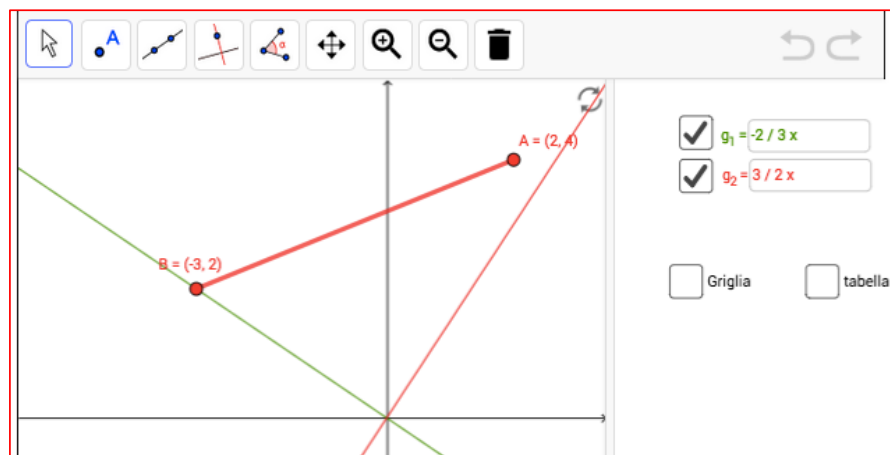 A
α
A = (2, 4)
B = (-3, 2)
g₁ = -2 / 3 x
g₂ = 3 / 2 x
Griglia
tabella